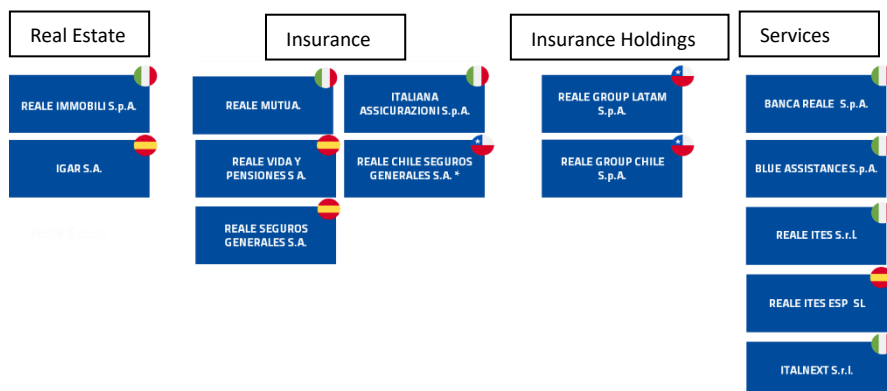 Real Estate
Insurance
Insurance Holdings
Services
REALE IMMOBILI S.p.A.
IGAR S.A.
REALE MUTUA.
ITALIANA
ASSICURAZIONI S.p.A.
REALE VIDA Y
PENSIONES S A.
REALE CHILE SEGUROS
GENERALES S.A. *
REALE SEGUROS
GENERALES S.A.
REALE GROUP LATAM
S.p.A.
REALE GROUP CHILE
S.p.A.
BANCA REALE S.p.A.
BLUE ASSISTANCE S.p.A.
REALE ITES S.r.l.
REALE ITES ESP SL
ITALNEXT S.r.l.